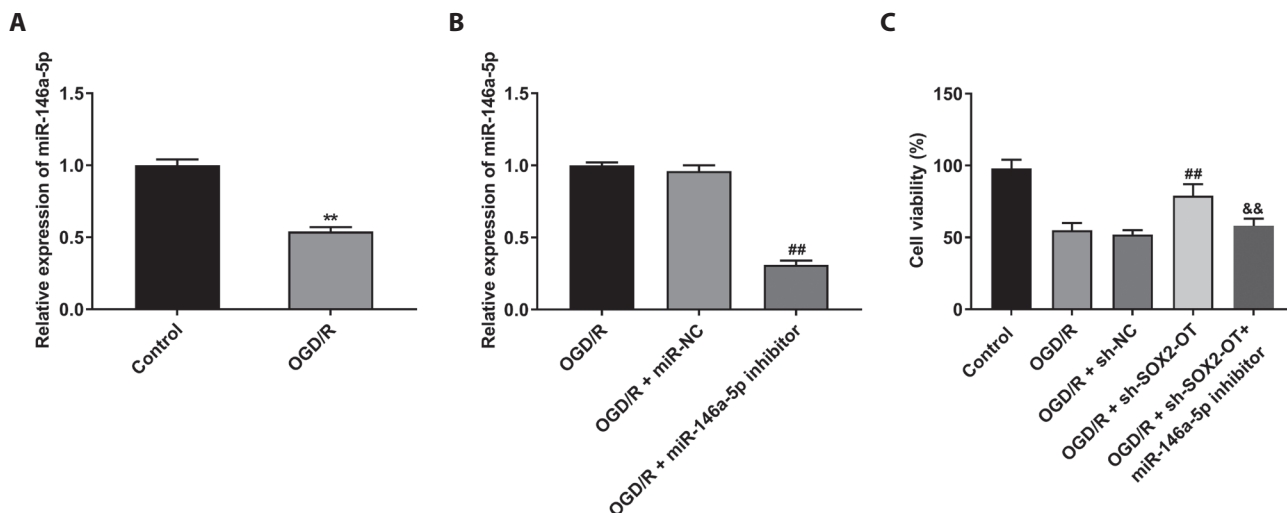 A
Relative expression of miR-146a-5p
1.5
1.0
0.5
0.0
**
Control
OGD/R
B
Relative expression of miR-146a-5p
1.5
1.0
0.5
0.0
##
OGD/R
OGD/R + miR-NC
OGD/R + miR-146a-5p inhibitor
C
Cell viability (%)
150
100
50
0
##
&&
Control
OGD/R
OGD/R + sh-NC
OGD/R + sh-SOX2-OT
OGD/R + sh-SOX2-OT+
miR-146a-5p inhibitor